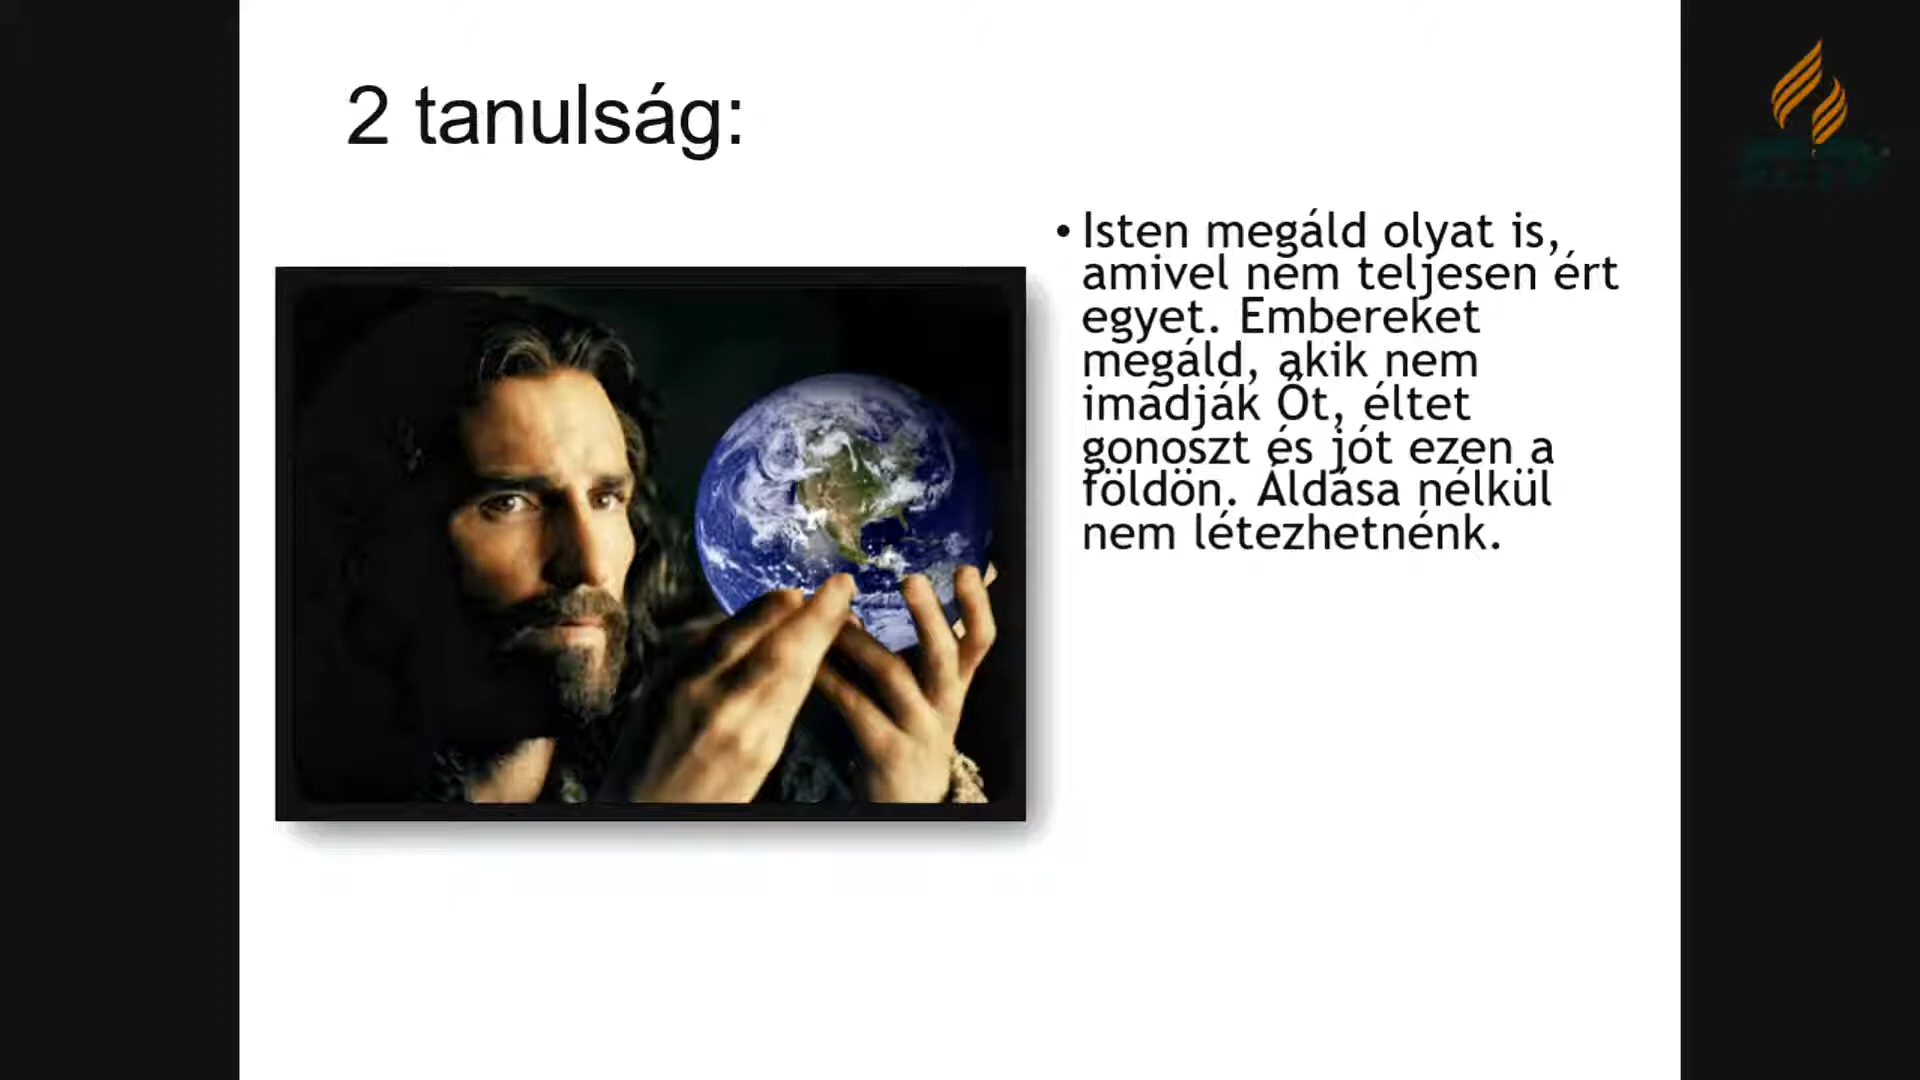 2 tanulság:
• Isten megáld olyat is,
amivel nem teljesen ért
egyet. Embereket
megáld, akik nem
imádják Őt, éltet
gonoszt és jót ezen a
földön. Áldása nélkül
nem létezhetnénk.